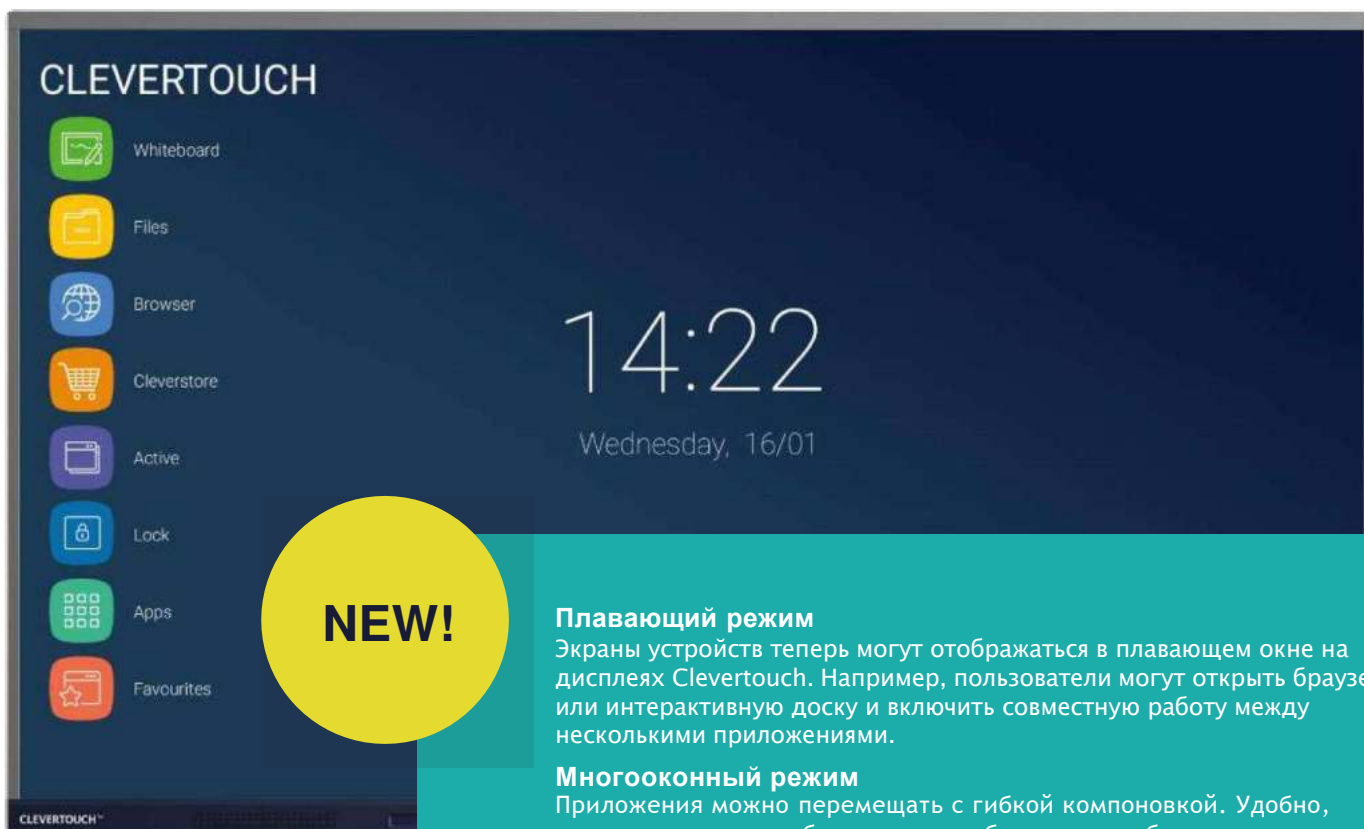 CLEVERTOUCH
Whiteboard
Files
Browser
Cleverstore
Active
Lock
Apps
Favourites
14:22
Wednesday, 16/01
NEW!
Плавающий режим
Экраны устройств теперь могут отображаться в плавающем окне на
дисплеях Clevertouch. Например, пользователи могут открыть браузе
или интерактивную доску и включить совместную работу между
несколькими приложениями.
Многооконный режим
Приложения можно перемещать с гибкой компоновкой. Удобно,
CLEVERTOUCH™